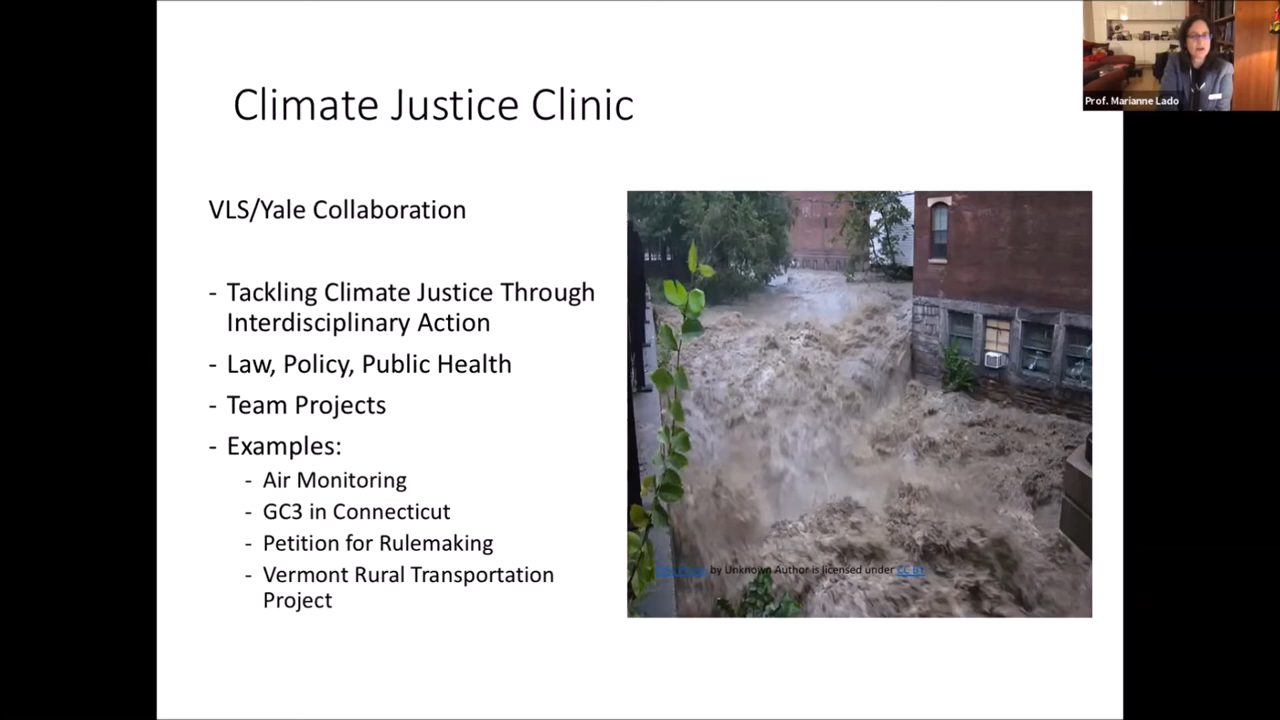 Climate Justice Clinic
Prof. Marianne Lado
VLS/Yale Collaboration
- Tackling Climate Justice Through
Interdisciplinary Action
- Law, Policy, Public Health
- Team Projects
- Examples:
- Air Monitoring
- GC3 in Connecticut
- Petition for Rulemaking
- Vermont Rural Transportation
Project
by Unknown Author is licensed under CC BY